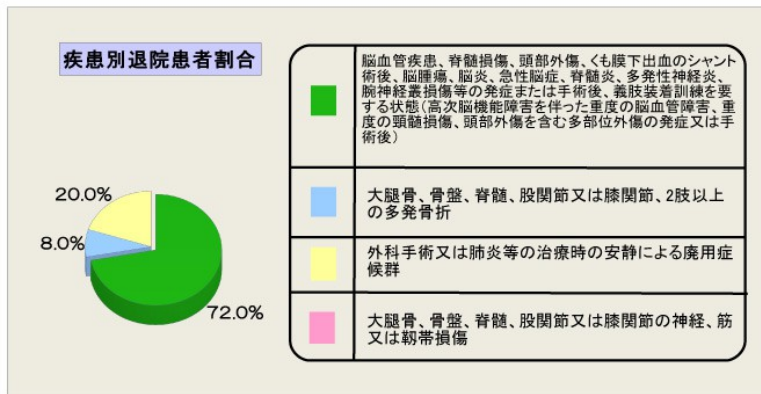 疾患別退院患者割合
20.0%
8.0%
72.0%
脳血管疾患、脊髄損傷、頭部外傷、くも膜下出血のシャント
術後、脳腫瘍、脳炎、急性脳症、脊髄炎、多発性神経炎、
腕神経叢損傷等の発症または手術後、義肢装着訓練を要
する状態（高次脳機能障害を伴った重度の脳血管障害、重
度の頸髄損傷、頭部外傷を含む多部位外傷の発症又は手
術後）
大腿骨、骨盤、脊髄、股関節又は膝関節、2肢以上
の多発骨折
外科手術又は肺炎等の治療時の安静による廃用症
候群
大腿骨、骨盤、脊髄、股関節又は膝関節の神経、筋
又は靱帯損傷